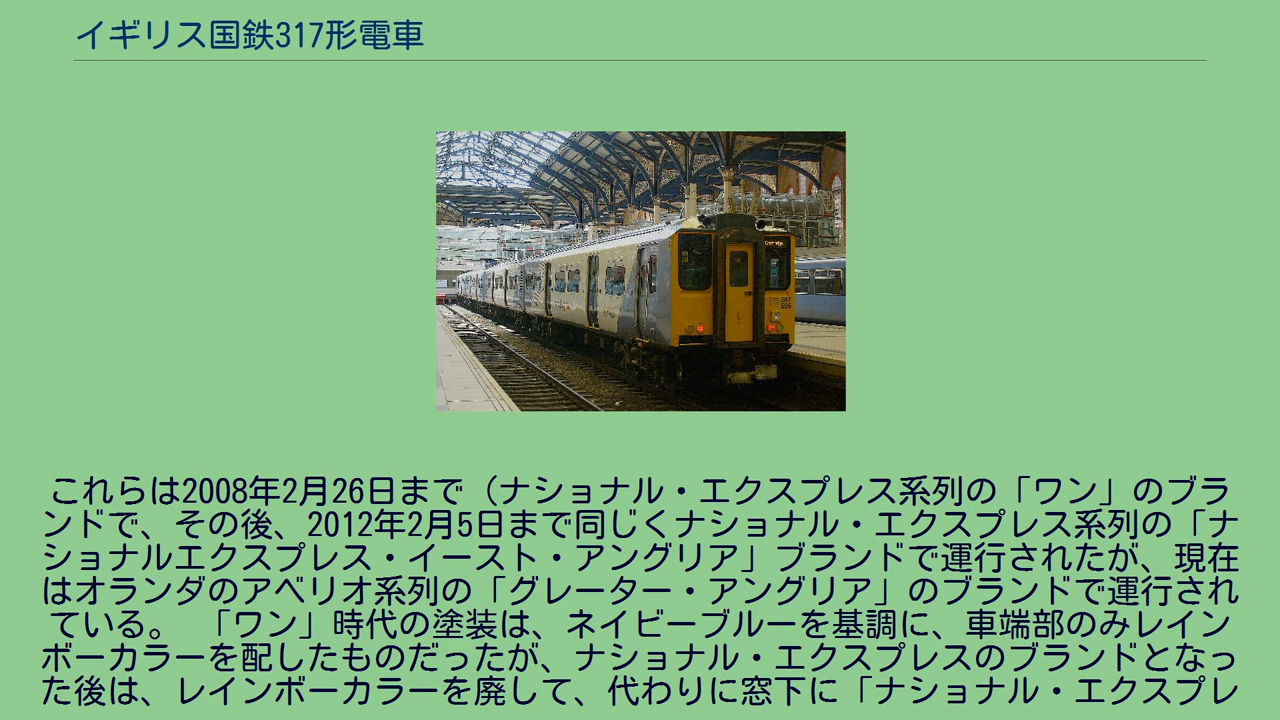 イギリス国鉄317形電車
これらは2008年2月26日まで（ナショナル・エクスプレス系列の「ワン」のブラ
ンドで、その後、2012年2月5日まで同じくナショナル・エクスプレス系列の「ナ
ショナルエクスプレス・イースト・アングリア」ブランドで運行されたが、現在
はオランダのアベリオ系列の「グレーター・アングリア」のブランドで運行され
ている。　「ワン」時代の塗装は、ネイビーブルーを基調に、車端部のみレイン
ボーカラーを配したものだったが、ナショナル・エクスプレスのブランドとなっ
た後は、レインボーカラーを廃して、代わりに窓下に「ナショナル・エクスプレ